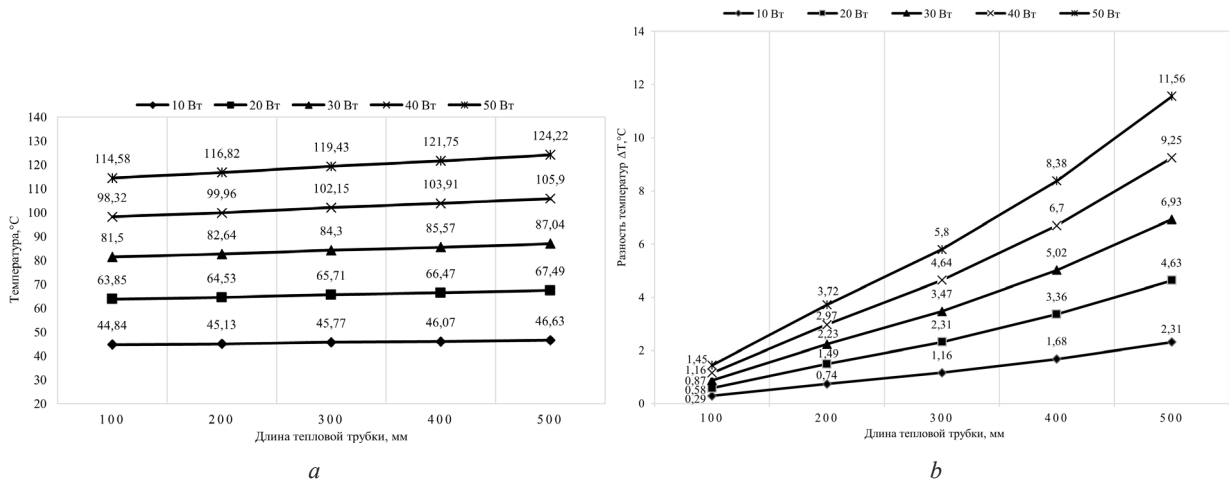 10 Вт 20 Вт 30 Вт 40 Вт 50 Вт
140
130
120
110
100
90
80
70
60
50
40
30
20
Температура,°C
114,58 116,82 119,43 121,75 124,22
98,32 99,96 102,15 103,91 105,9
81,5 82,64 84,3 85,57 87,04
63,85 64,53 65,71 66,47 67,49
44,84 45,13 45,77 46,07 46,63
100 200 300 400 500
Длина тепловой трубки, мм
a
10 Вт 20 Вт 30 Вт 40 Вт 50 Вт
14
12
10
8
6
4
2
0
Разность температур ΔT,°C
1,45 3,72 5,8 8,38 11,56
1,16 2,97 4,64 6,7 9,25
0,87 2,23 3,47 5,02 6,93
0,58 1,49 2,31 3,36 4,63
0,29 0,74 1,16 1,68 2,31
100 200 300 400 500
Длина тепловой трубки, мм
b